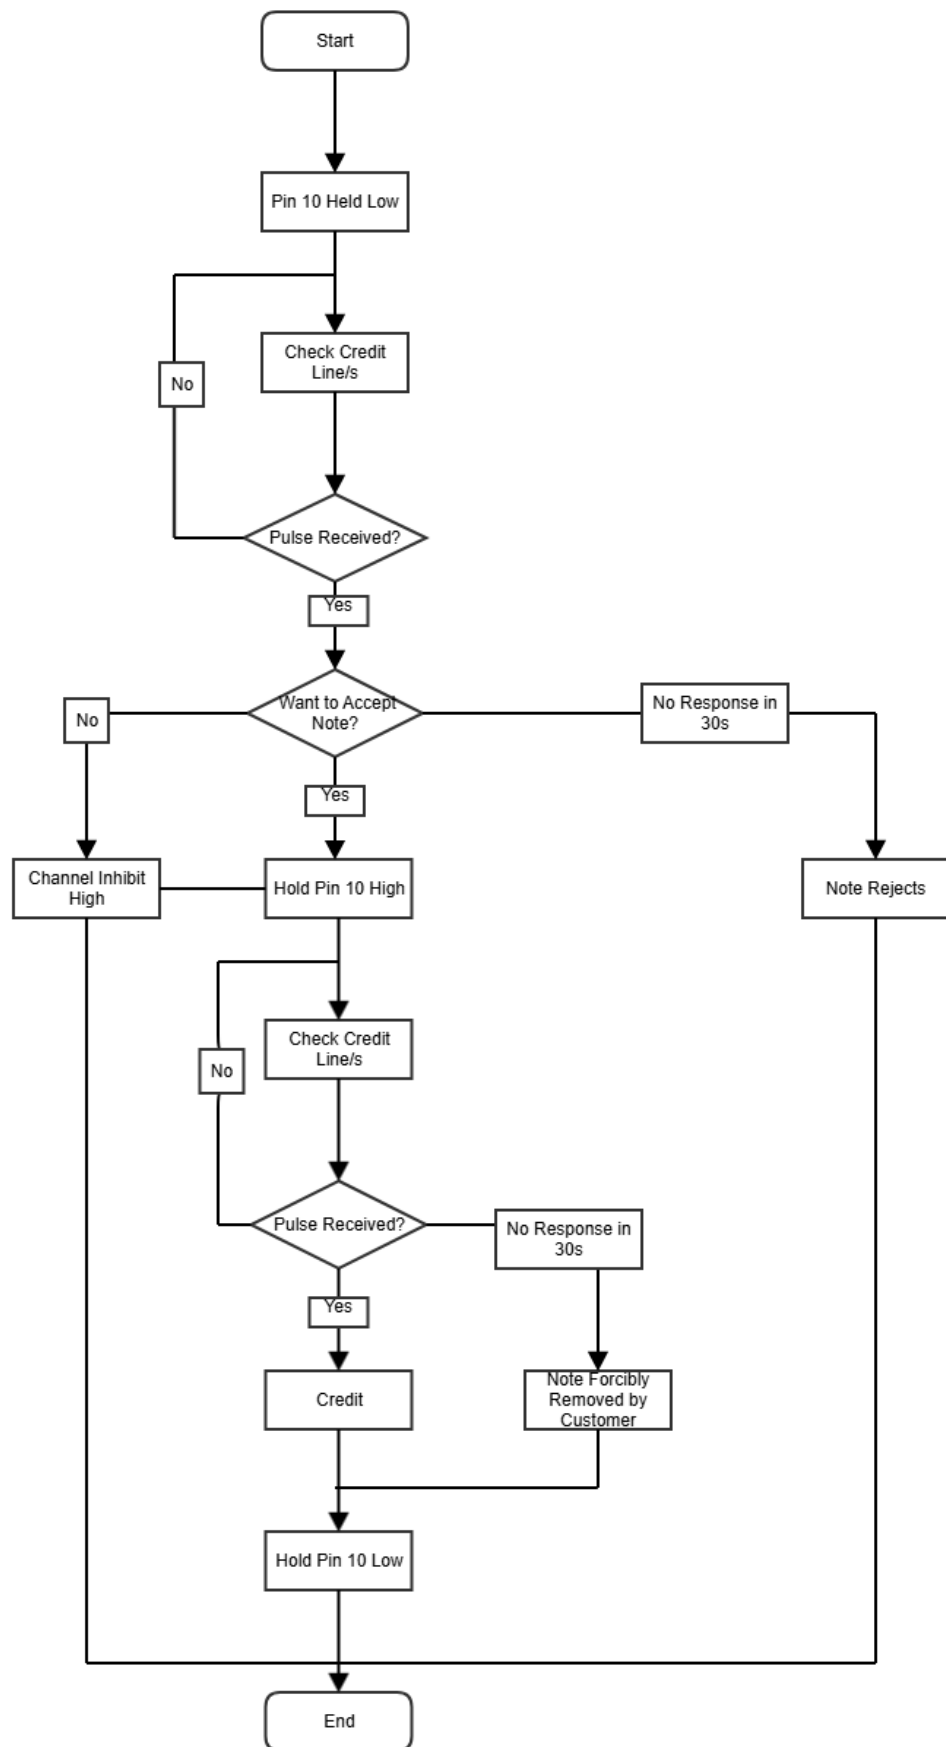 Start
Pin 10 Held Low
Check Credit
Line/s
No
Pulse Received?
Yes
Want to Accept
Note?
No
No Response in
30s
Yes
Channel Inhibit
High
Hold Pin 10 High
Note Rejects
Check Credit
Line/s
No
Pulse Received?
No Response in
30s
Yes
Credit
Note Forcibly
Removed by
Customer
Hold Pin 10 Low
End